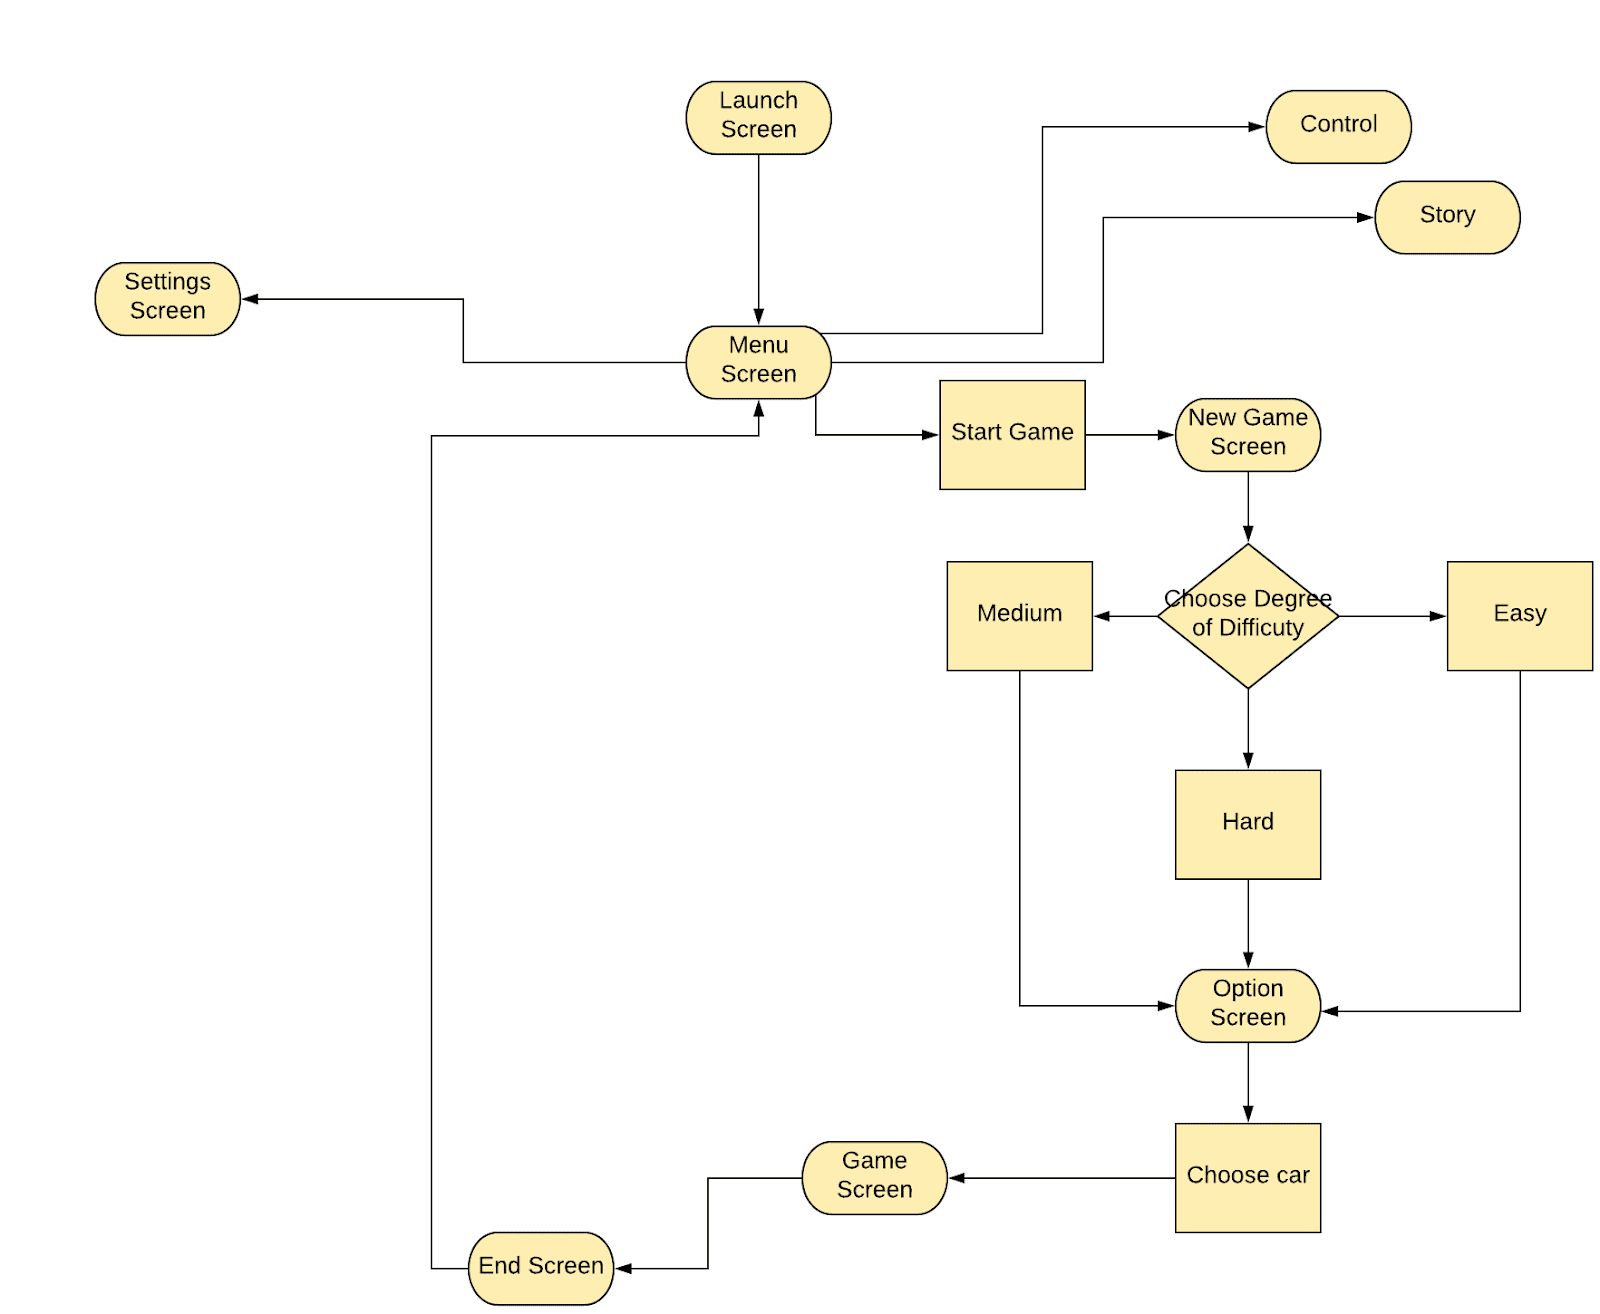 Launch
Screen
Control
Story
Settings
Screen
Menu
Screen
Start Game
New Game
Screen
Medium
Choose Degree
of Difficuty
Easy
Hard
Option
Screen
Game
Screen
Choose car
End Screen